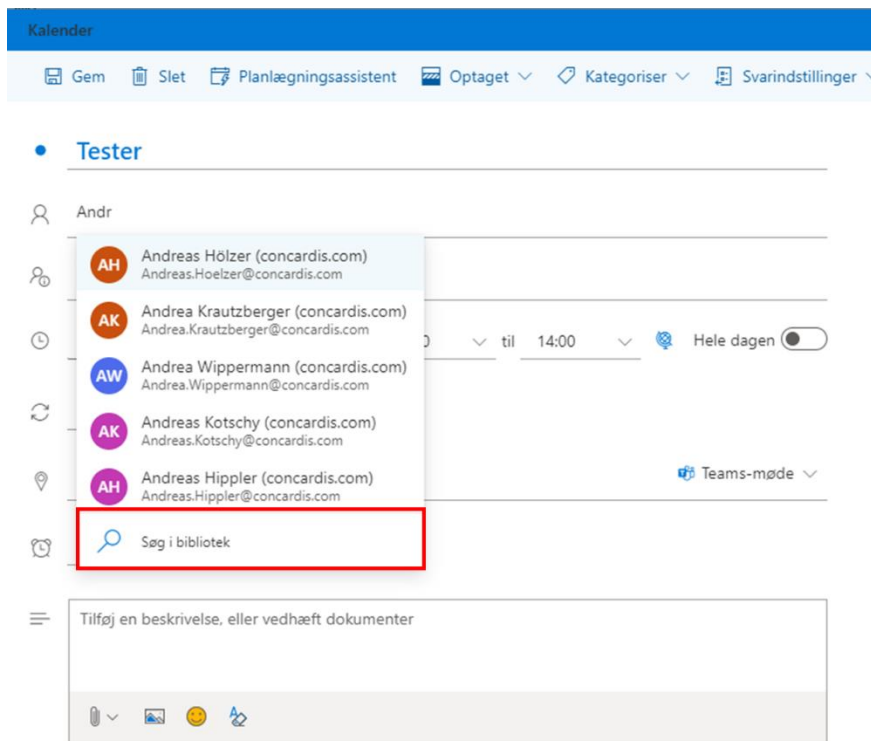 Kalender
Gem Slet Planlægningsassistent Optaget Kategoriser Svarindstillinger
Tester
Andr
AH Andreas Hölzer (concardis.com)
Andreas.Hoelzer@concardis.com
AK Andrea Krautzberger (concardis.com)
Andrea.Krautzberger@concardis.com
til 14:00 Hele dagen
AW Andrea Wippermann (concardis.com)
Andrea.Wippermann@concardis.com
AK Andreas Kotschy (concardis.com)
Andreas.Kotschy@concardis.com
AH Andreas Hippler (concardis.com)
Andreas.Hippler@concardis.com
Teams-møde
Søg i bibliotek
Tilføj en beskrivelse, eller vedhæft dokumenter